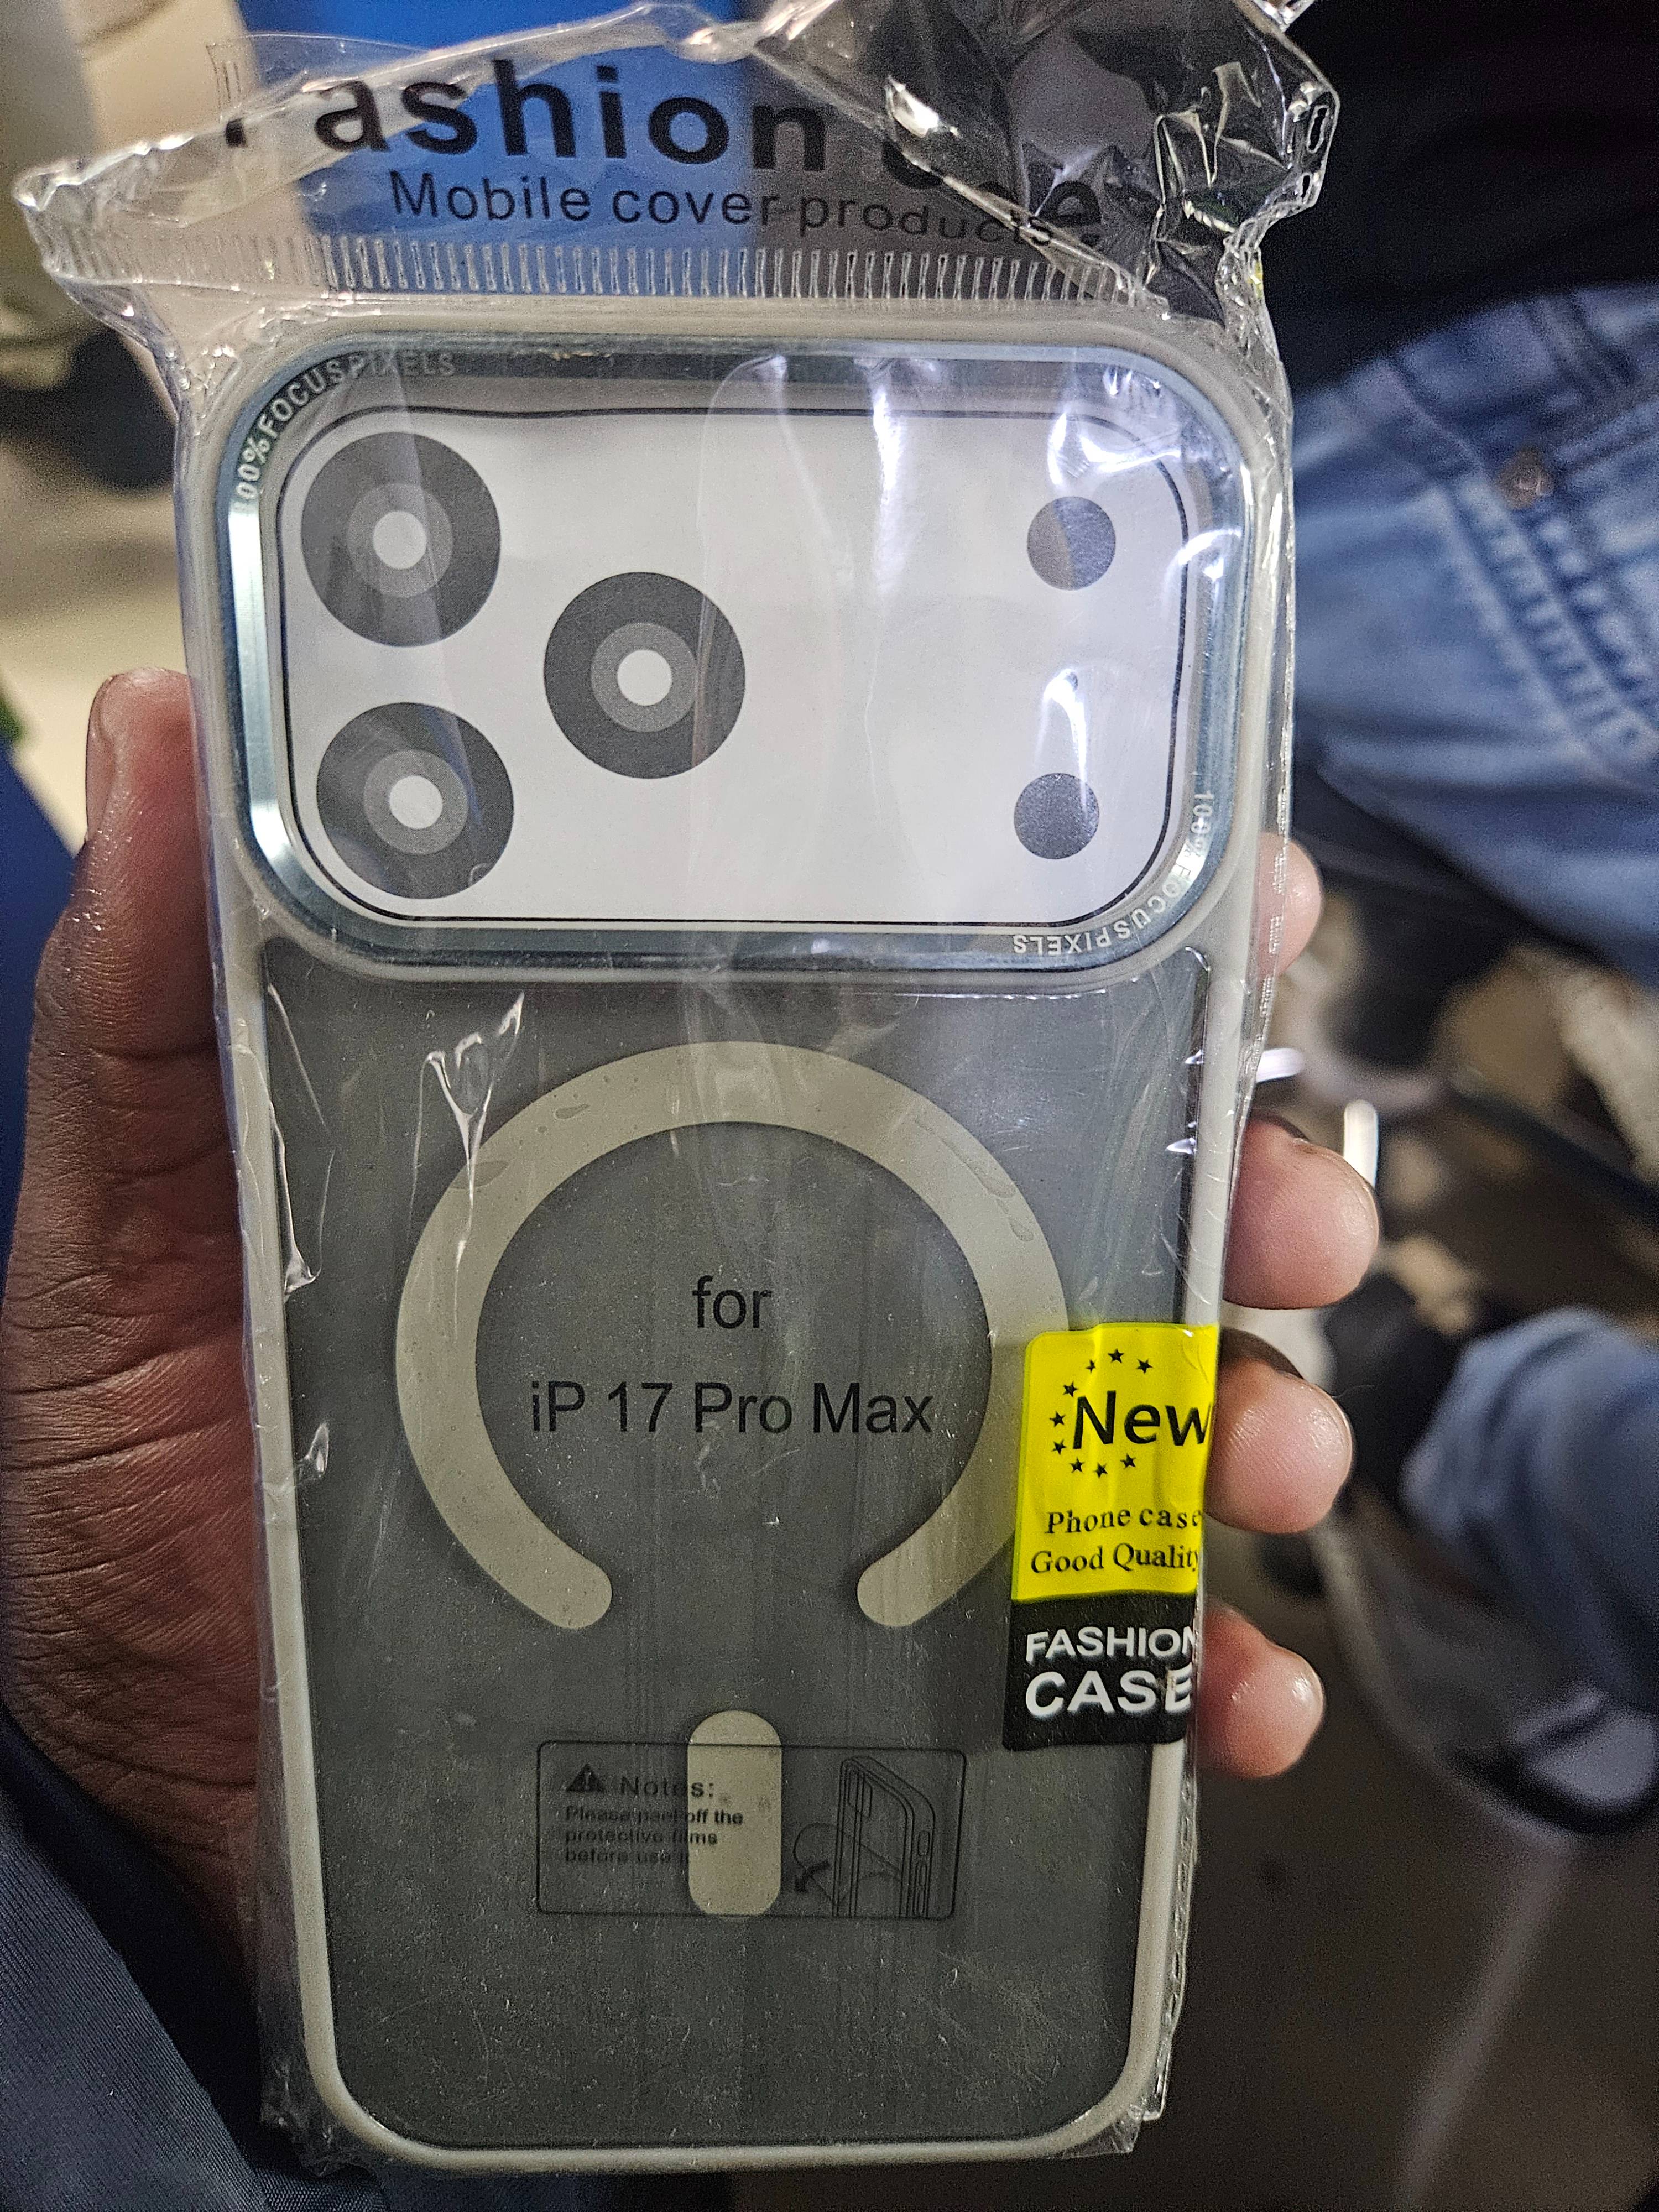 Fashion
Mobile cover products
100%FOCUSPIXELS
100%FOCUSPIXELS
for
iP 17 Pro Max
New
Phone case
Good Quality
FASHION
CASE
Notes:
Please peel off the
protective films
before use